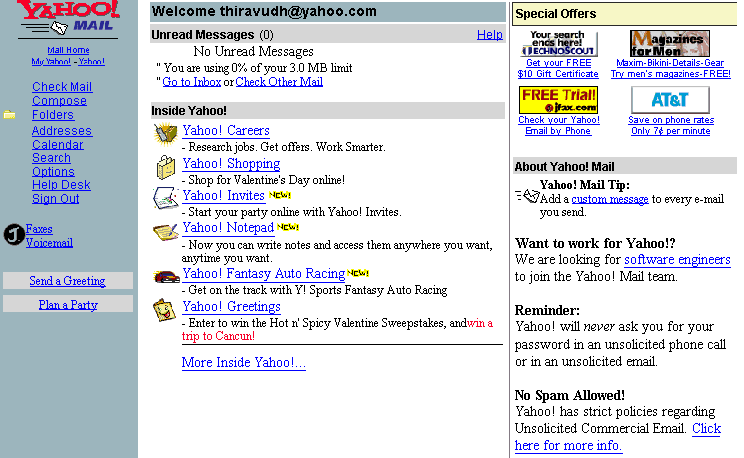 YAHOO!
MAIL
Mail Home
My Yahoo! - Yahoo!
Check Mail
Compose
Folders
Addresses
Calendar
Search
Options
Help Desk
Sign Out
Faxes
Voicemail
Send a Greeting
Plan a Party
Welcome thiravudh@yahoo.com
Unread Messages (0) Help
No Unread Messages
" You are using 0% of your 3.0 MB limit
" Go to Inbox or Check Other Mail
Inside Yahoo!
Yahoo! Careers
- Research jobs. Get offers. Work Smarter.
Yahoo! Shopping
- Shop for Valentine's Day online!
Yahoo! Invites NEW!
- Start your party online with Yahoo! Invites.
Yahoo! Notepad NEW!
- Now you can write notes and access them anywhere you want,
anytime you want.
Yahoo! Fantasy Auto Racing NEW!
- Get on the track with Y! Sports Fantasy Auto Racing
Yahoo! Greetings
- Enter to win the Hot n' Spicy Valentine Sweepstakes, andwin a
trip to Cancun!
More Inside Yahoo!...
Special Offers
Your search
ends here!
TECHNOSCOUT
Get your FREE
$10 Gift Certificate
Magazines
for Men
Maxim-Bikini-Details-Gear
Try men's magazines-FREE!
FREE Trial!
@jfax.com
Check your Yahoo!
Email by Phone
AT&T
Save on phone rates
Only 7¢ per minute
About Yahoo! Mail
Yahoo! Mail Tip:
Add a custom message to every e-mail
you send.
Want to work for Yahoo!?
We are looking for software engineers
to join the Yahoo! Mail team.
Reminder:
Yahoo! will never ask you for your
password in an unsolicited phone call
or in an unsolicited email.
No Spam Allowed!
Yahoo! has strict policies regarding
Unsolicited Commercial Email. Click
here for more info.